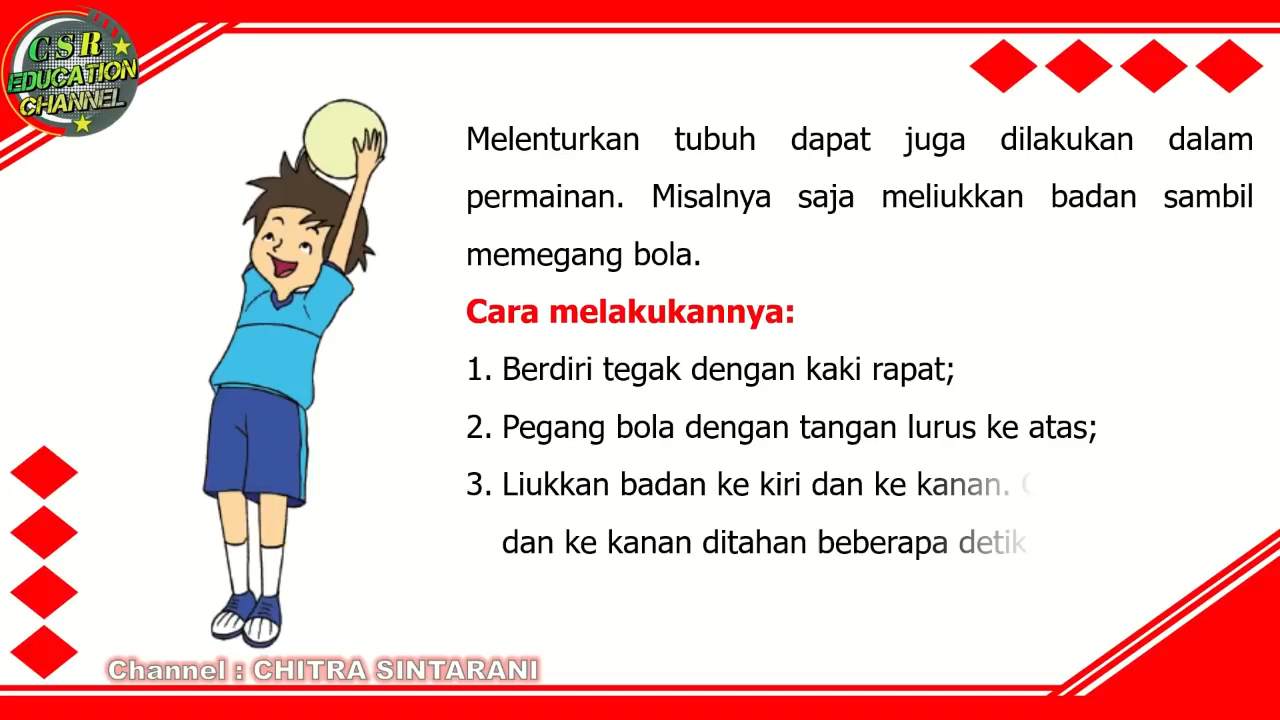 CSR
EDUCATION
CHANNEL
Melenturkan tubuh dapat juga dilakukan dalam
permainan. Misalnya saja meliukkan badan sambil
memegang bola.
Cara melakukannya:
1. Berdiri tegak dengan kaki rapat;
2. Pegang bola dengan tangan lurus ke atas;
3. Liukkan badan ke kiri dan ke kanan.
dan ke kanan ditahan beberapa detik
Channel : CHITRA SINTARANI